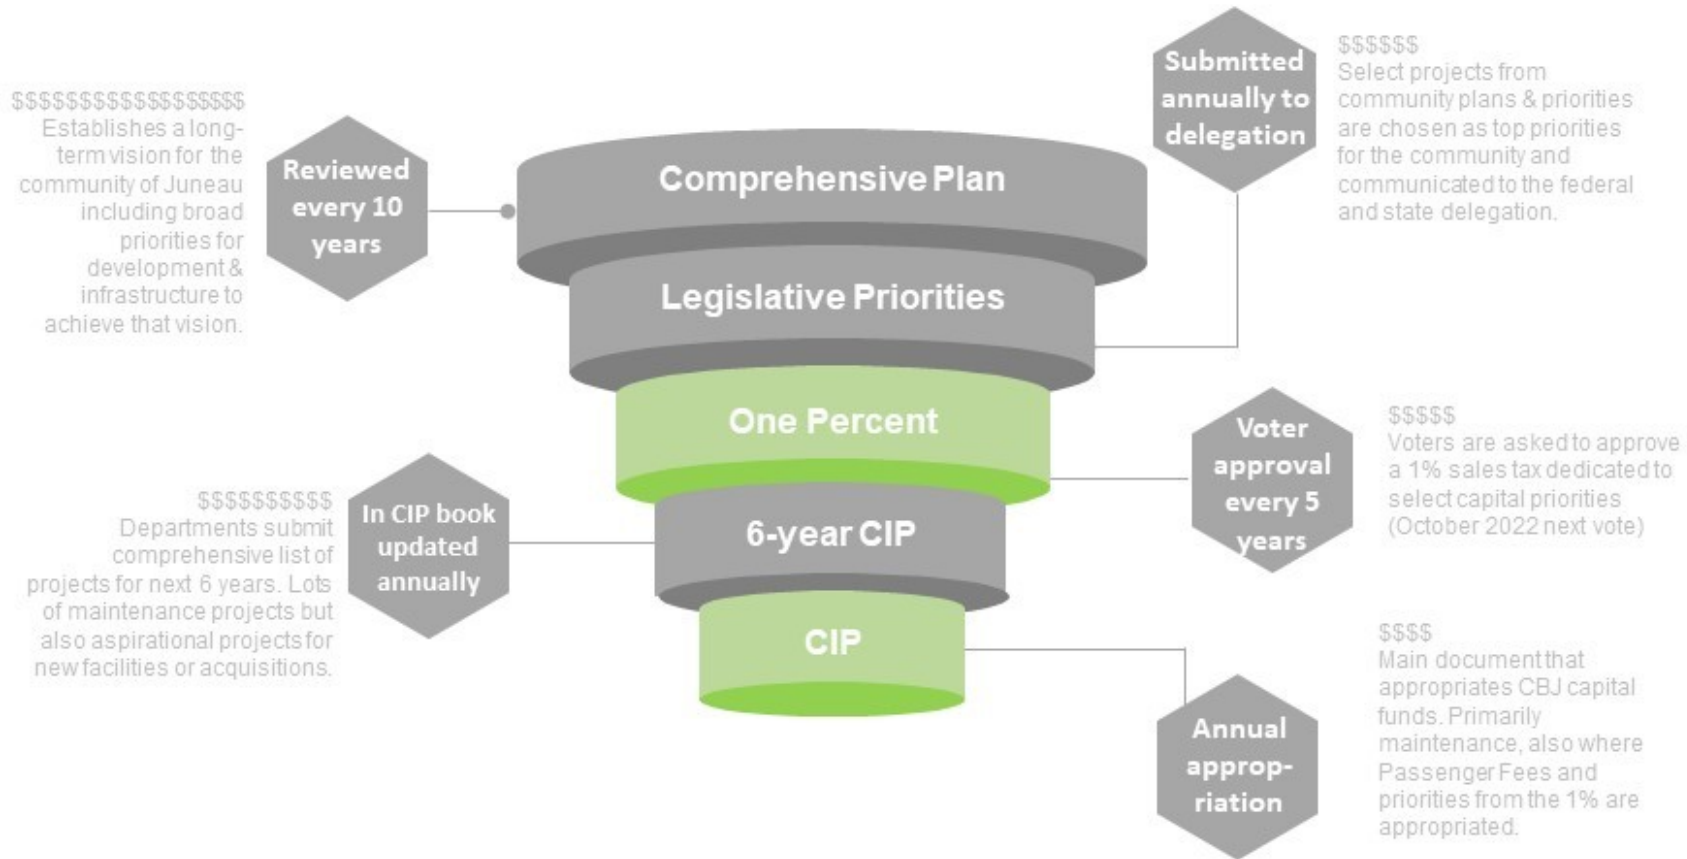 $$$$$$$$$$$$$$$$$
Establishes a long-
term vision for the
community of Juneau
including broad
priorities for
development &
infrastructure to
achieve that vision.
Reviewed
every 10
years
Comprehensive Plan
Submitted
annually to
delegation
$$$$$$
Select projects from
community plans & priorities
are chosen as top priorities
for the community and
communicated to the federal
and state delegation.
Legislative Priorities
One Percent
Voter
approval
every 5
years
$$$$$
Voters are asked to approve
a 1% sales tax dedicated to
select capital priorities
(October 2022 next vote)
$$$$$$$$$$
Departments submit
comprehensive list of
projects for next 6 years. Lots
of maintenance projects but
also aspirational projects for
new facilities or acquisitions.
In CIP book
updated
annually
6-year CIP
CIP
Annual
approp-
riation
$$$$
Main document that
appropriates CBJ capital
funds. Primarily
maintenance, also where
Passenger Fees and
priorities from the 1% are
appropriated.